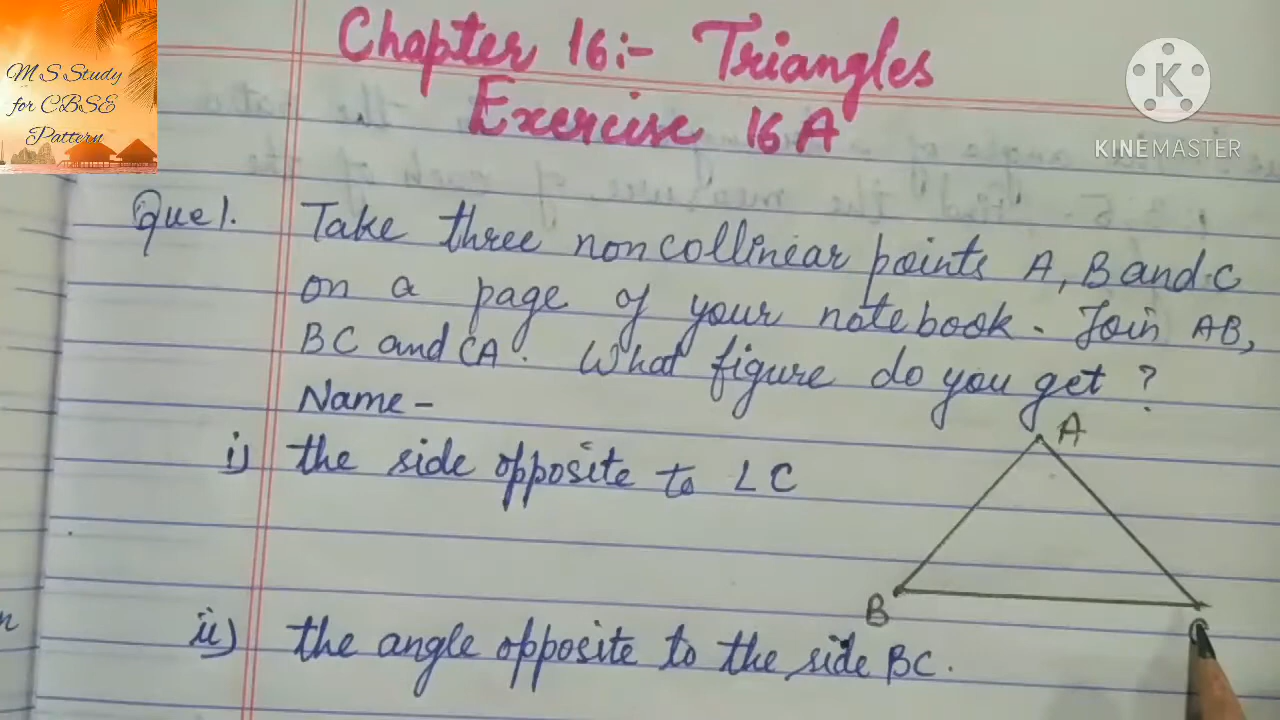 M S Study
for CBSE
Pattern
K
KINEMASTER
Chapter 16:- Triangles
Exercise 16A
Que 1. Take three noncollinear points A, B and C
on a page of your notebook. Join AB,
BC and CA. What figure do you get ?
Name -
i) the side opposite to ∠C
ii) the angle opposite to the side BC.
A
B
C